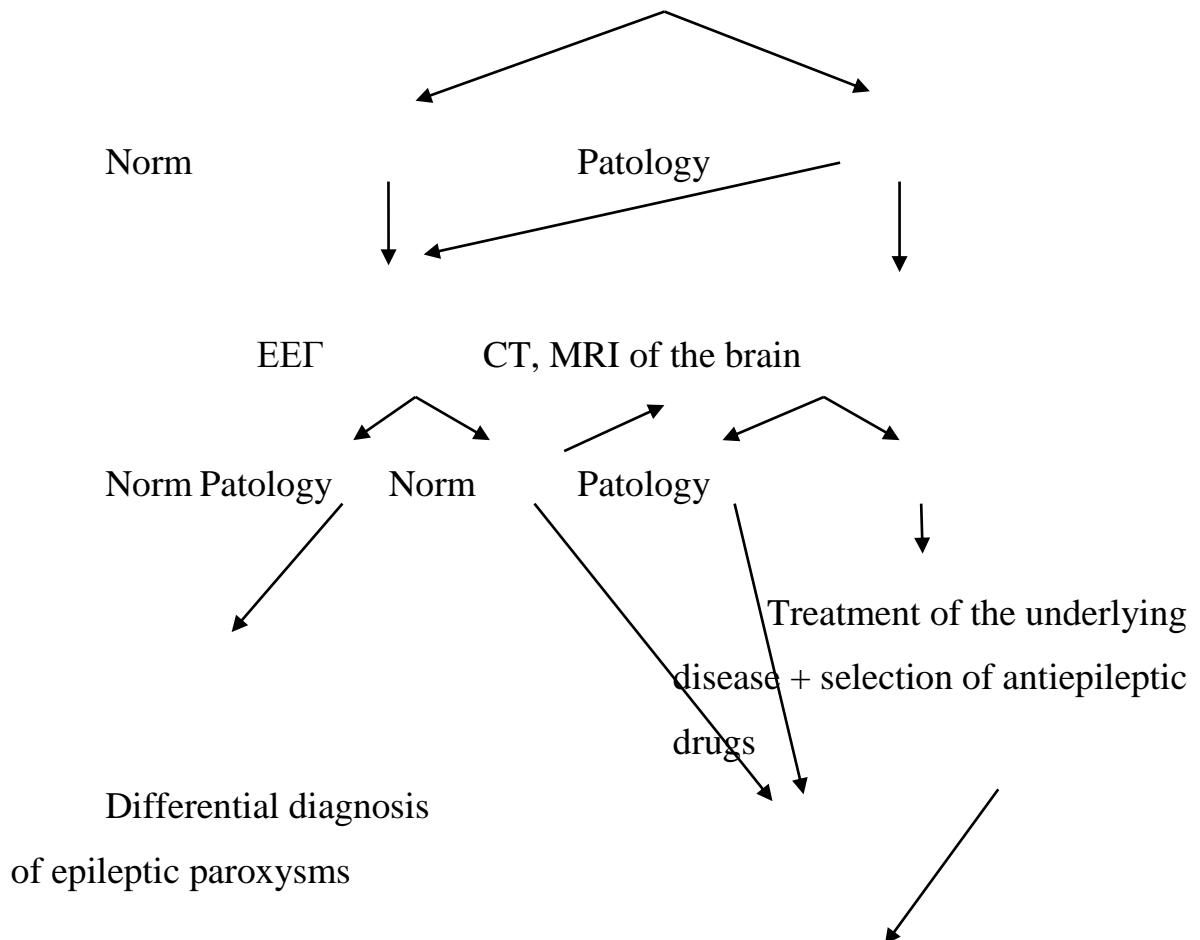 Norm Patology
ЕЕГ CT, MRI of the brain
Norm Patology Norm Patology
Treatment of the underlying
disease + selection of antiepileptic
drugs
Differential diagnosis
of epileptic paroxysms